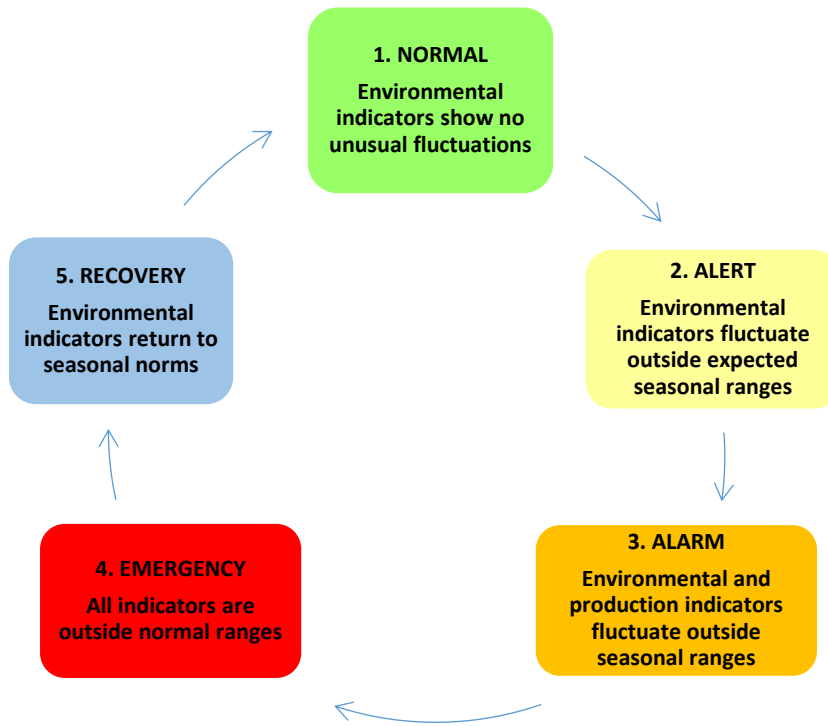 1. NORMAL
Environmental
indicators show no
unusual fluctuations
2. ALERT
Environmental
indicators fluctuate
outside expected
seasonal ranges
3. ALARM
Environmental and
production indicators
fluctuate outside
seasonal ranges
4. EMERGENCY
All indicators are
outside normal ranges
5. RECOVERY
Environmental
indicators return to
seasonal norms